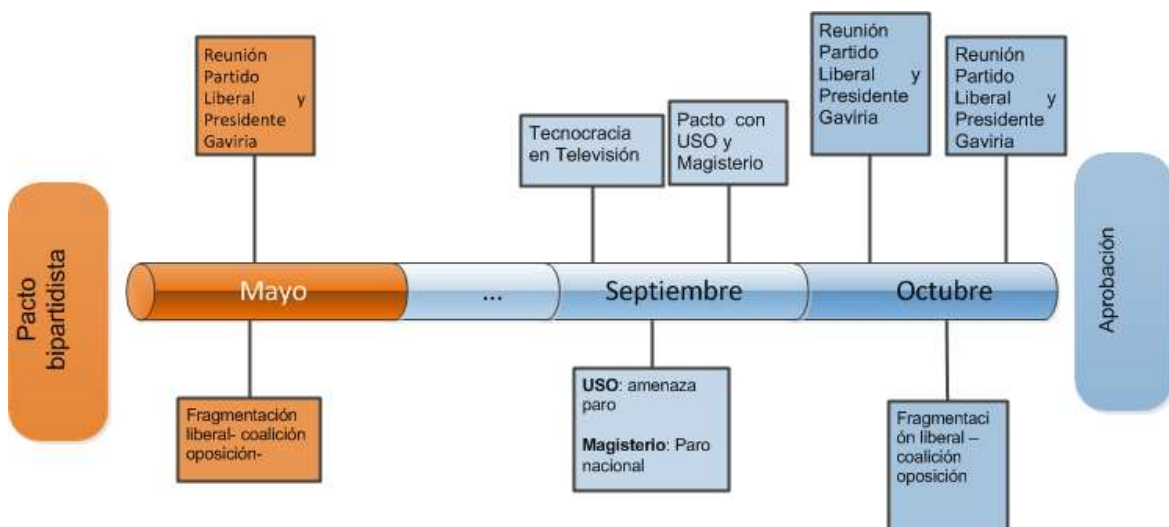 Reunión
Partido
Liberal y
Presidente
Gaviria
Tecnocracia
en Televisión
Pacto con
USO y
Magisterio
Reunión
Partido
Liberal y
Presidente
Gaviria
Reunión
Partido
Liberal y
Presidente
Gaviria
Pacto
bipartidista
Mayo
...
Septiembre
Octubre
Aprobación
Fragmentación
liberal- coalición
oposición-
USO: amenaza
paro
Magisterio: Paro
nacional
Fragmentaci
ón liberal –
coalición
oposición